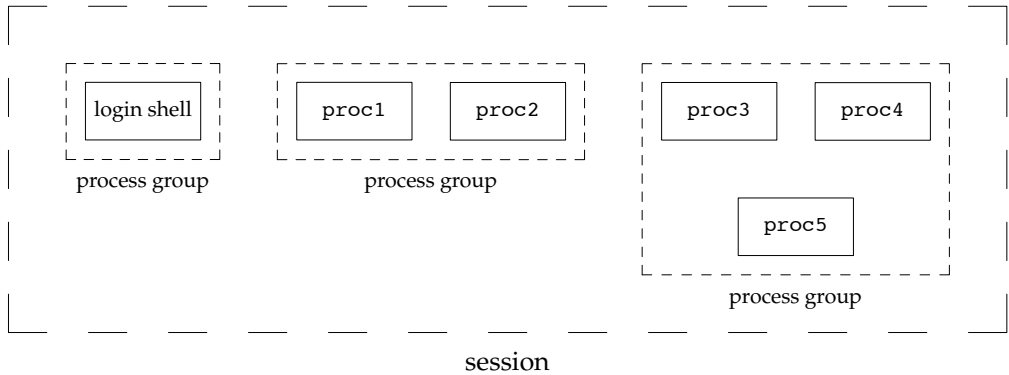 login shell
proc1
proc2
proc3
proc4
process group
process group
proc5
process group
session